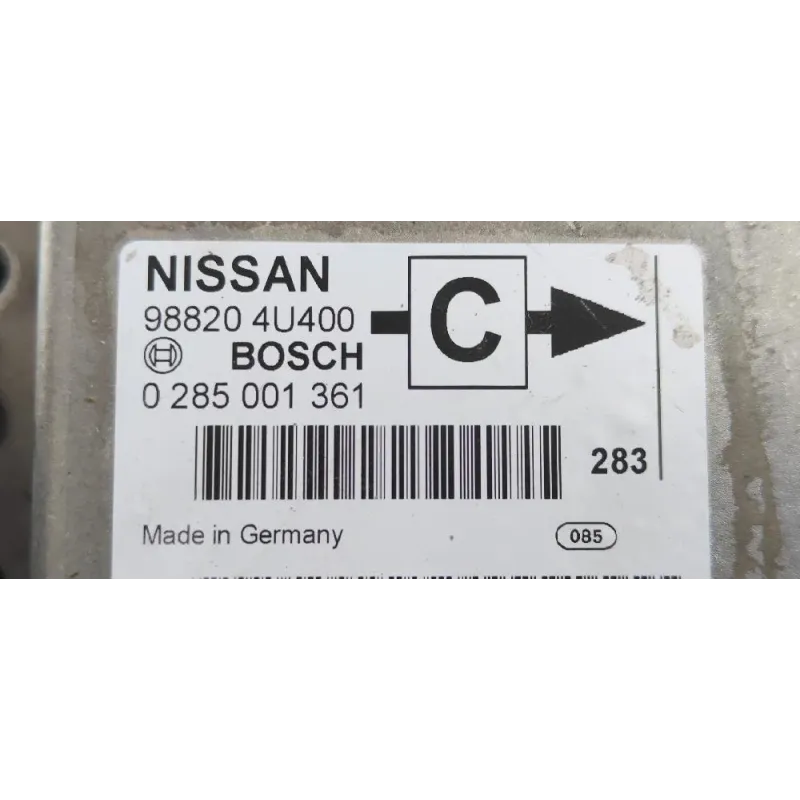 NISSAN
98820 4U400
C
BOSCH
0 285 001 361
283
Made in Germany
085